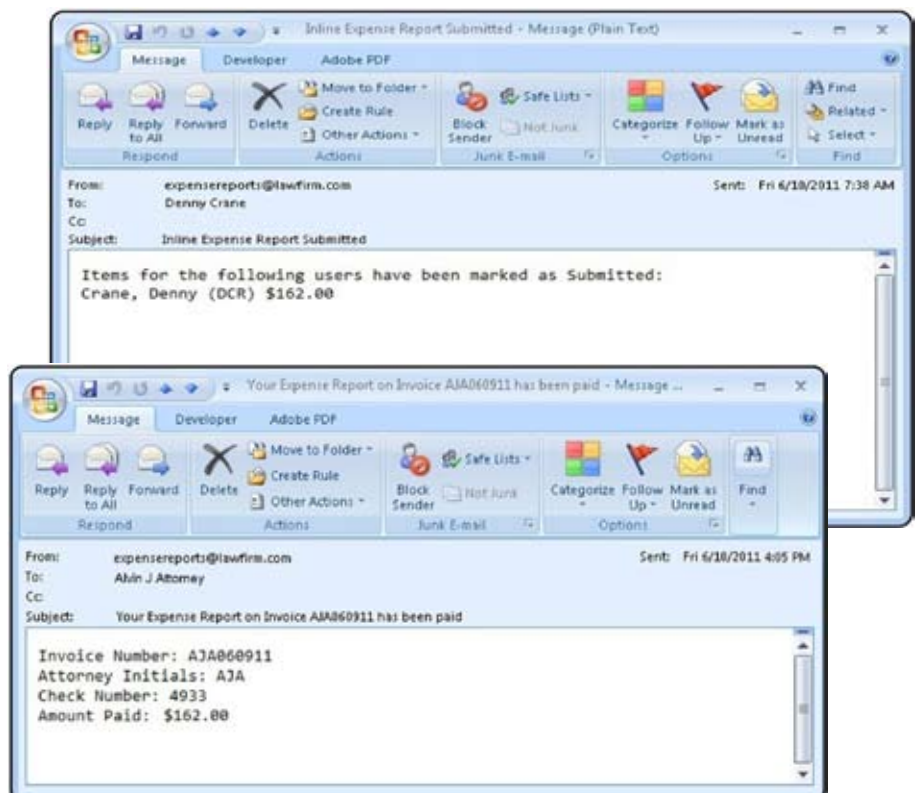 Inline Expense Report Submitted - Message (Plain Text)
Message Developer Adobe PDF
Reply
Reply to All
Forward
Respond
Delete
Move to Folder
Create Rule
Other Actions
Actions
Block Sender
Safe Lists
Not Junk
Junk E-mail
Categorize
Follow Up
Mark as Unread
Options
Find
Related
Select
Find
From: expensereports@lawfirm.com Sent: Fri 6/10/2011 7:38 AM
To: Denny Crane
Cc:
Subject: Inline Expense Report Submitted
Items for the following users have been marked as Submitted:
Crane, Denny (DCR) $162.00
Your Expense Report on Invoice AJA060911 has been paid - Message ...
Message Developer Adobe PDF
Reply
Reply to All
Forward
Respond
Delete
Move to Folder
Create Rule
Other Actions
Actions
Block Sender
Safe Lists
Not Junk
Junk E-mail
Categorize
Follow Up
Mark as Unread
Options
Find
From: expensereports@lawfirm.com Sent: Fri 6/10/2011 4:05 PM
To: Alvin J Attorney
Cc:
Subject: Your Expense Report on Invoice AJA060911 has been paid
Invoice Number: AJA060911
Attorney Initials: AJA
Check Number: 4933
Amount Paid: $162.00